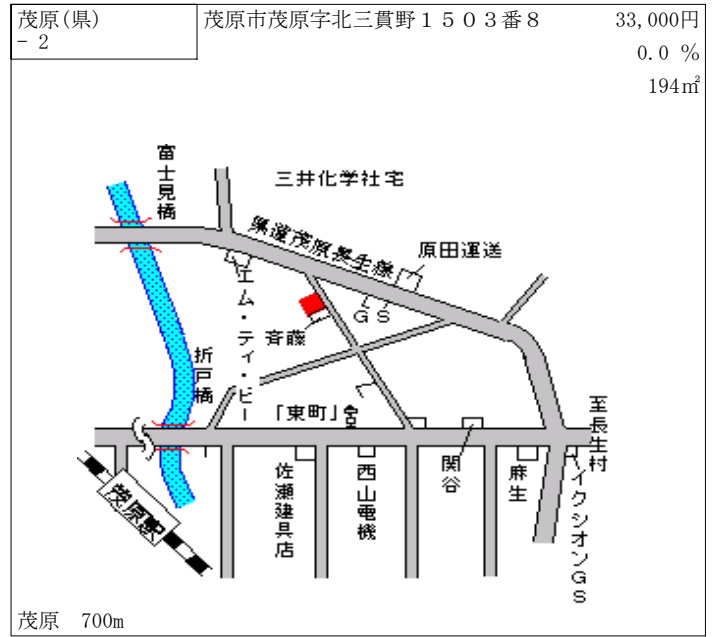 茂原(県)
- 2
茂原市茂原字北三貫野１５０３番８
33,000円
0.0 %
194㎡
富士見橋
三井化学社宅
県道茂原長生線
原田運送
エム・ティ・ビー
GS
斉藤
折戸橋
「東町」
至長生村
茂原駅
佐瀬建具店
西山電機
関谷
麻生
イクシオンGS
茂原 700m